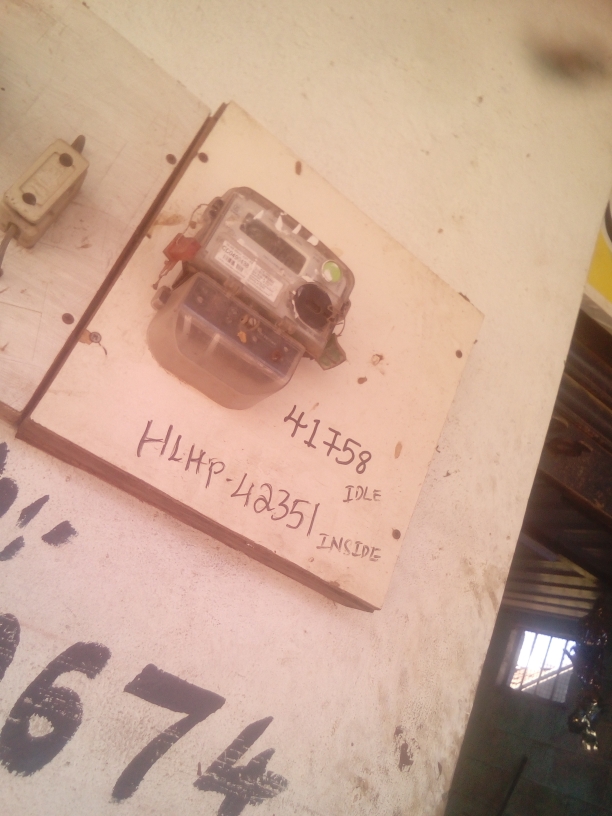 41758
IDLE
HLHP-42351
INSIDE
674